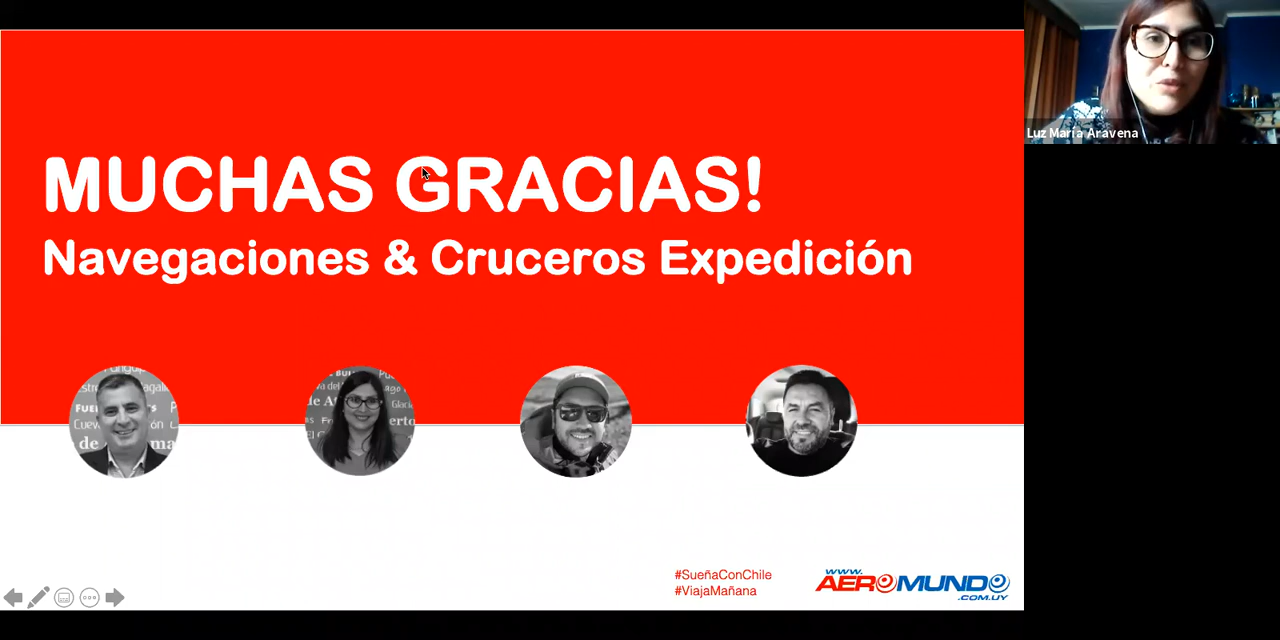 MUCHAS GRACIAS!
Navegaciones & Cruceros Expedición
Luz María Aravena
#SueñaConChile
#ViajaMañana
WWW.
AEROMUNDO
.COM.UY